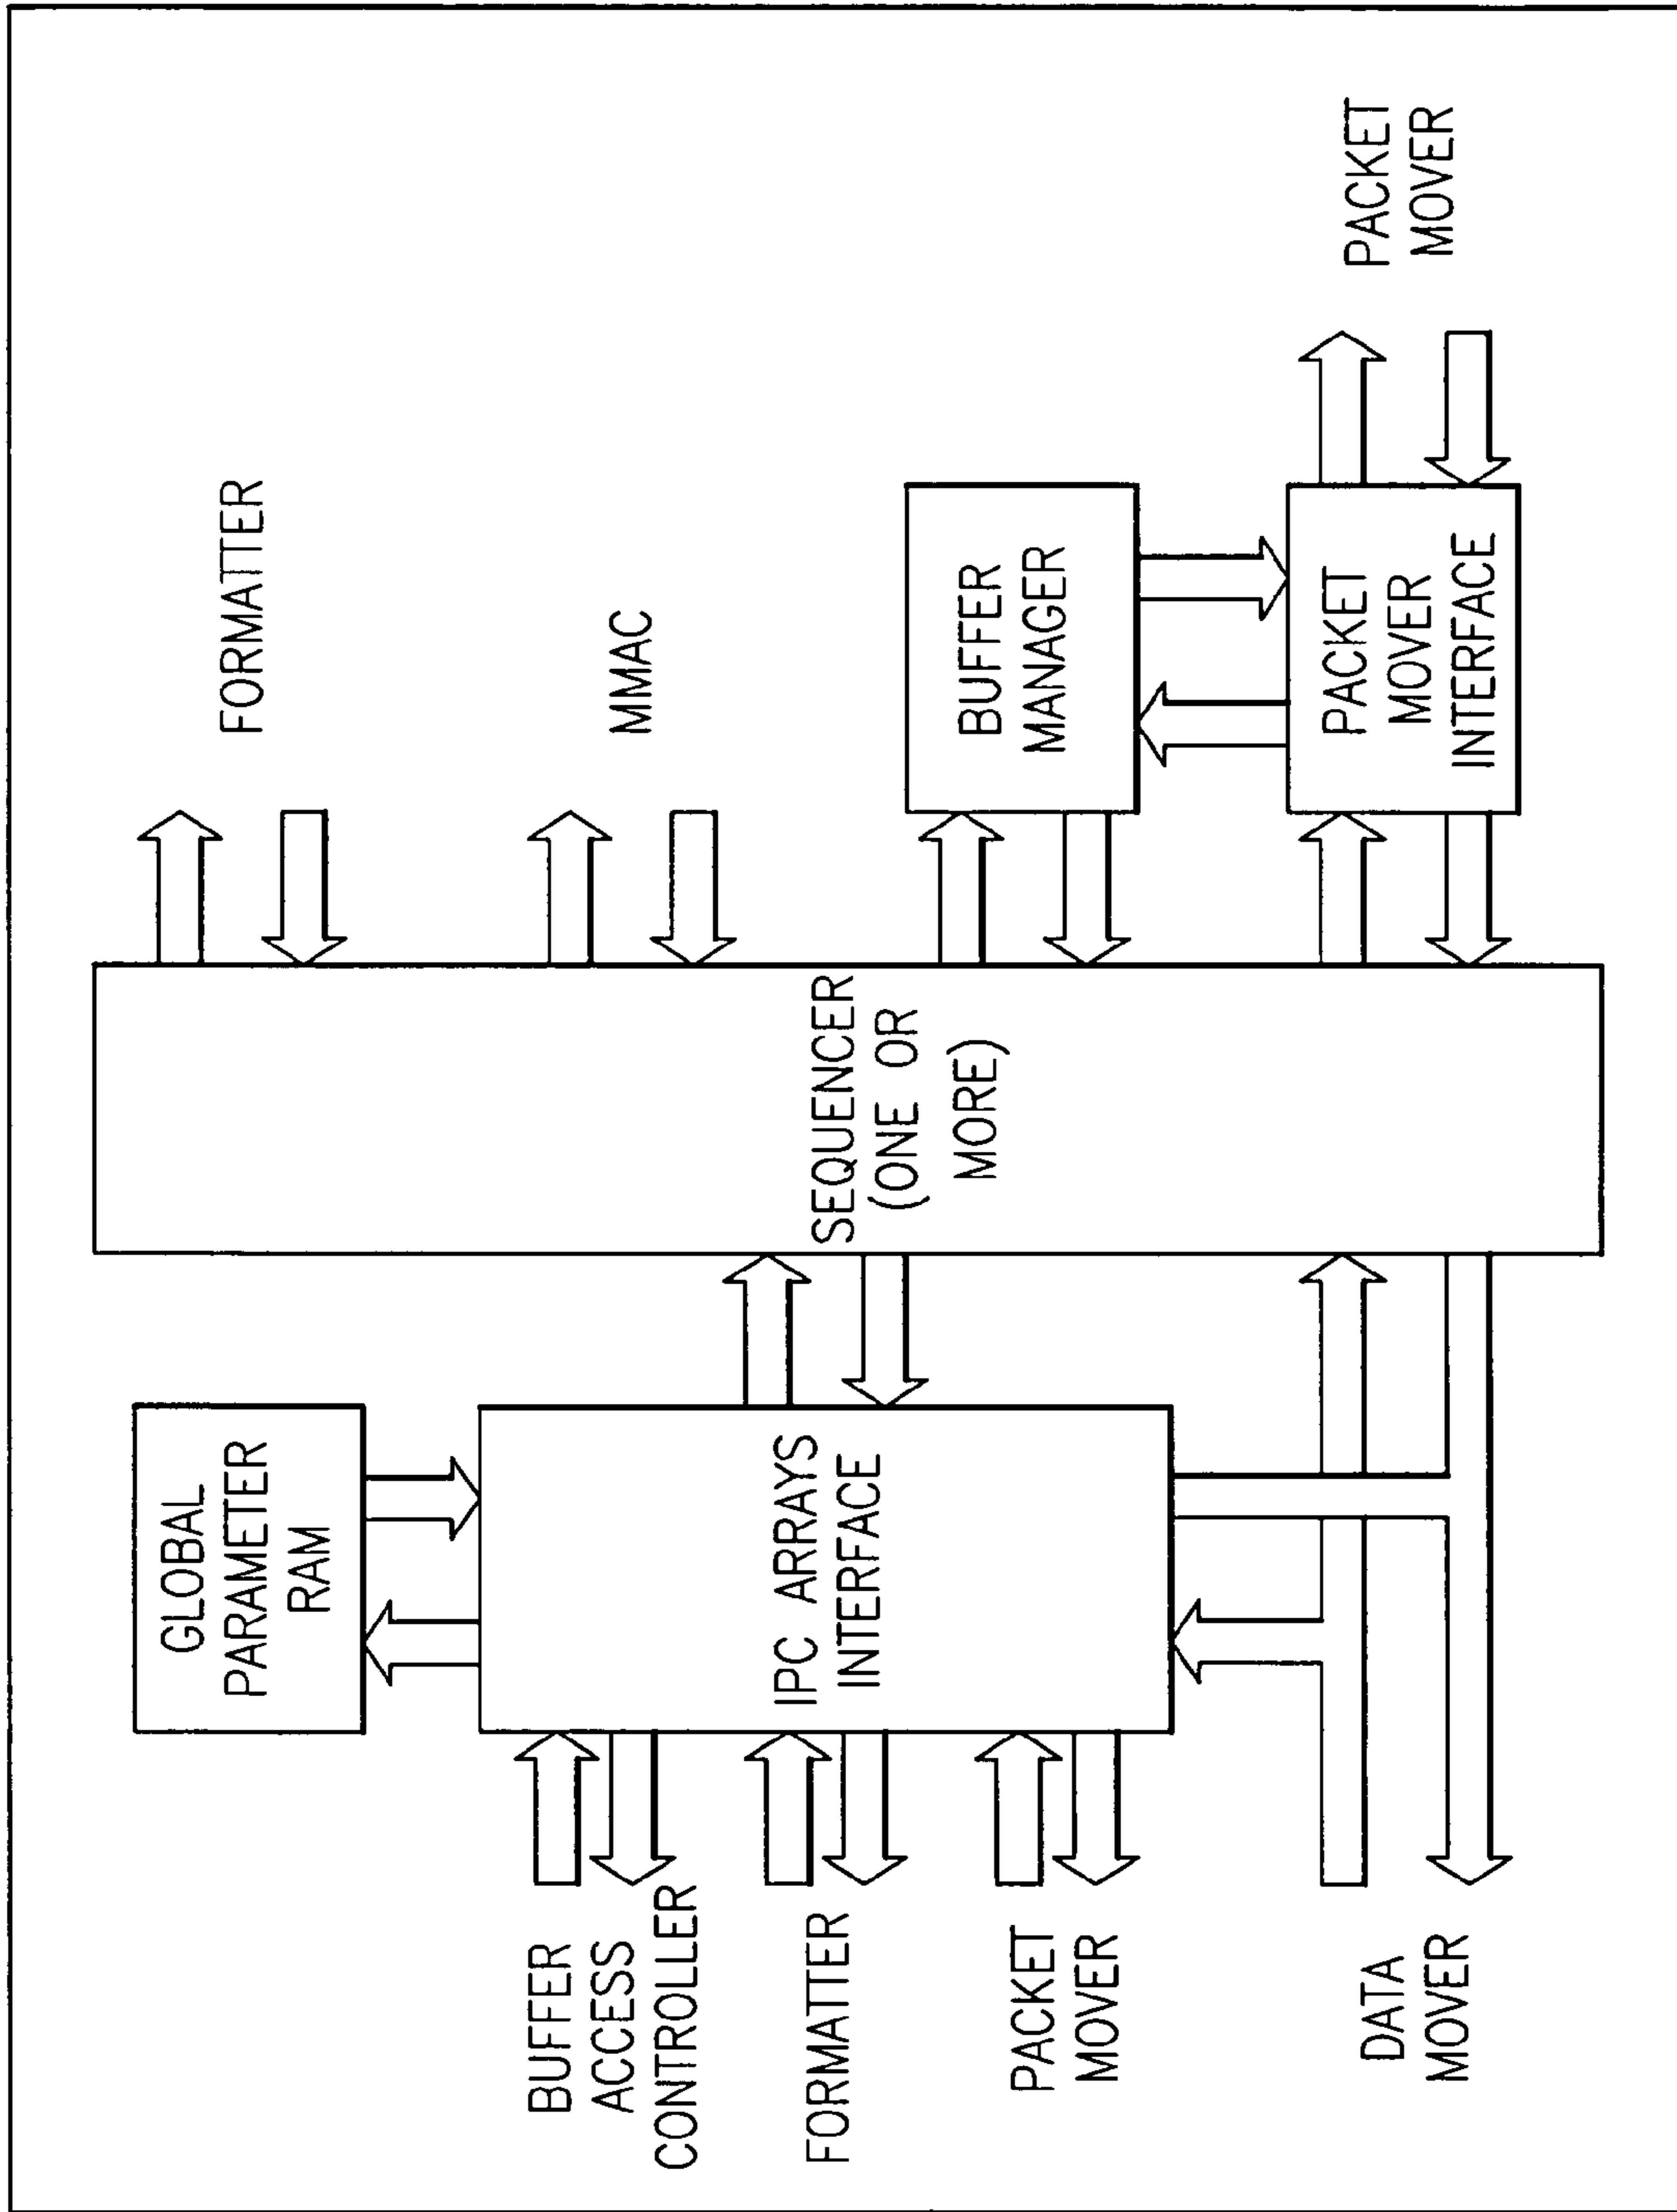 GLOBAL
PARAMETER
RAM
BUFFER
ACCESS
CONTROLLER
FORMATTER
PACKET
MOVER
DATA
MOVER
IPC ARRAYS
INTERFACE
SEQUENCER
(ONE OR
MORE)
FORMATTER
MMAC
BUFFER
MANAGER
PACKET
MOVER
INTERFACE
PACKET
MOVER